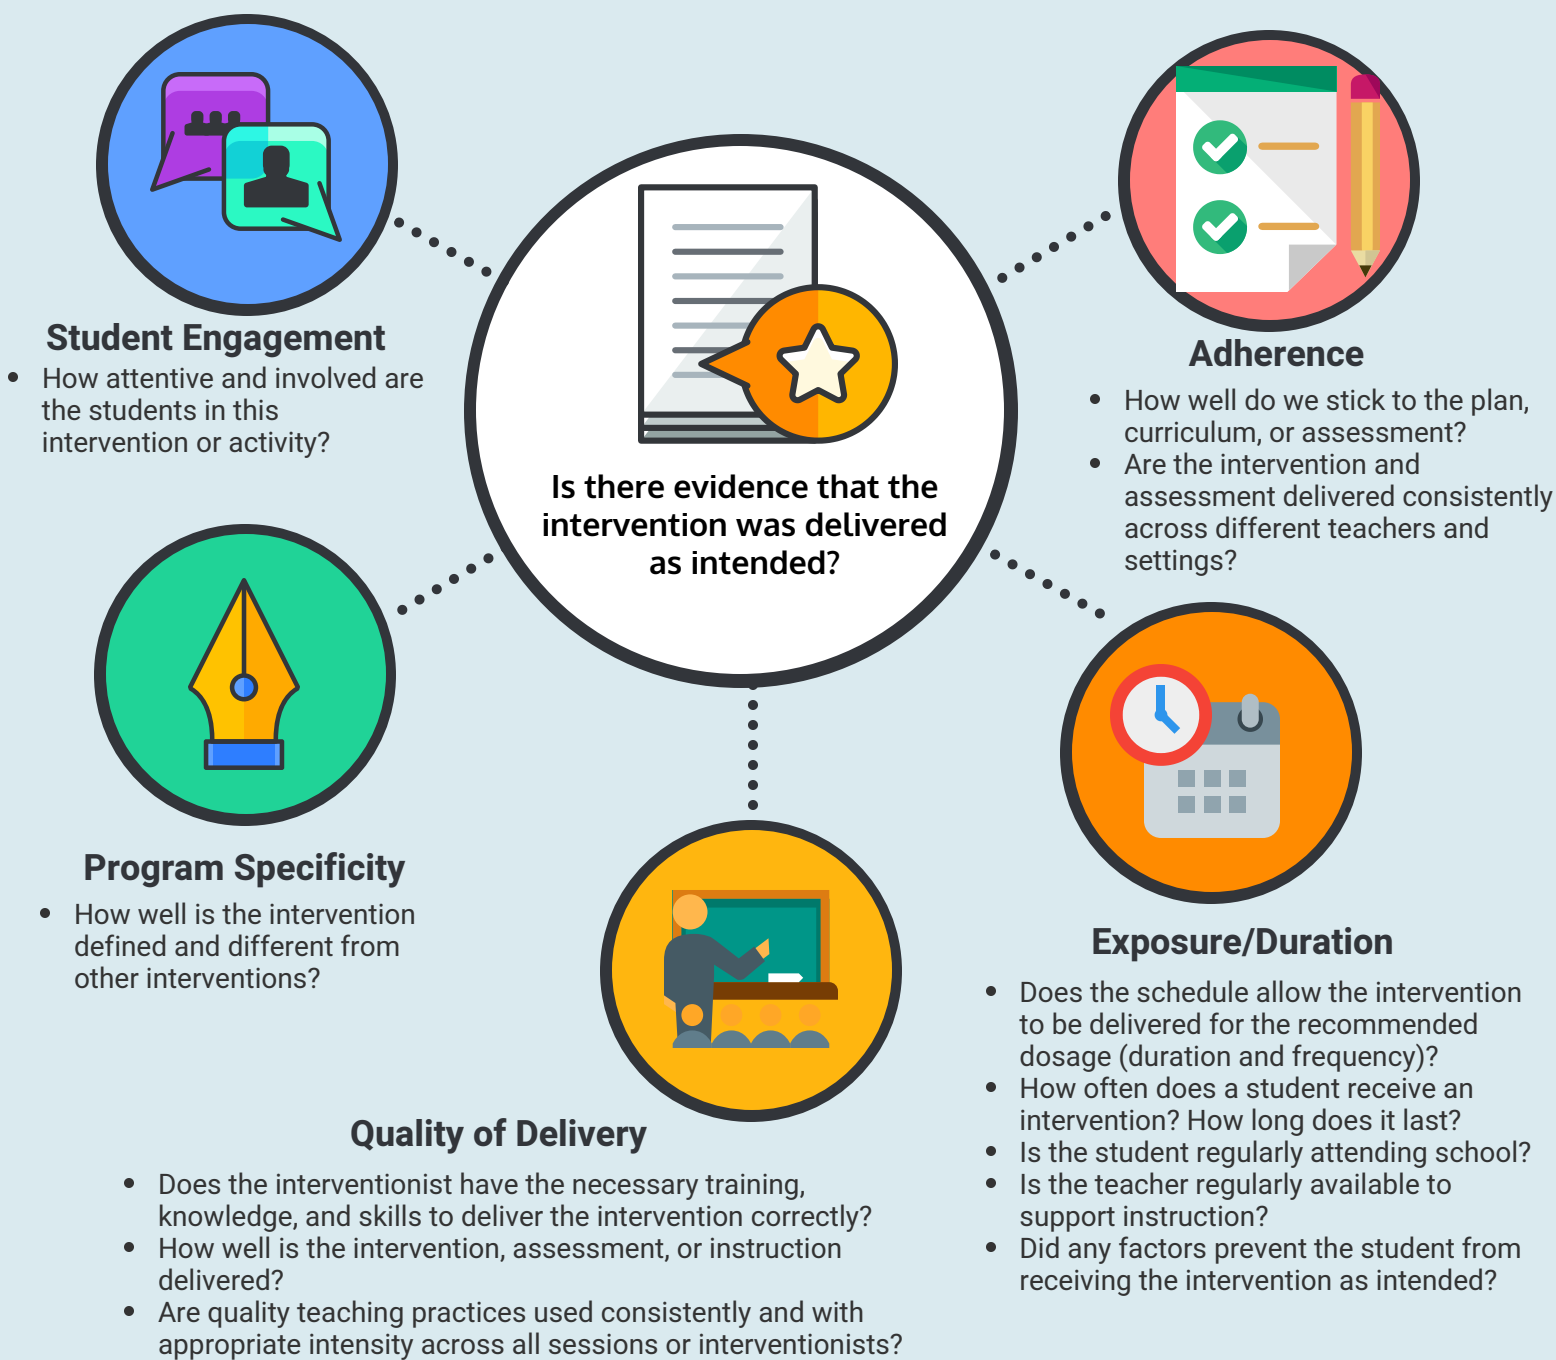 Is there evidence that the
intervention was delivered
as intended?
Student Engagement
• How attentive and involved are
the students in this
intervention or activity?
Adherence
• How well do we stick to the plan,
curriculum, or assessment?
• Are the intervention and
assessment delivered consistently
across different teachers and
settings?
Program Specificity
• How well is the intervention
defined and different from
other interventions?
Exposure/Duration
• Does the schedule allow the intervention
to be delivered for the recommended
dosage (duration and frequency)?
• How often does a student receive an
intervention? How long does it last?
• Is the student regularly attending school?
• Is the teacher regularly available to
support instruction?
• Did any factors prevent the student from
receiving the intervention as intended?
Quality of Delivery
• Does the interventionist have the necessary training,
knowledge, and skills to deliver the intervention correctly?
• How well is the intervention, assessment, or instruction
delivered?
• Are quality teaching practices used consistently and with
appropriate intensity across all sessions or interventionists?